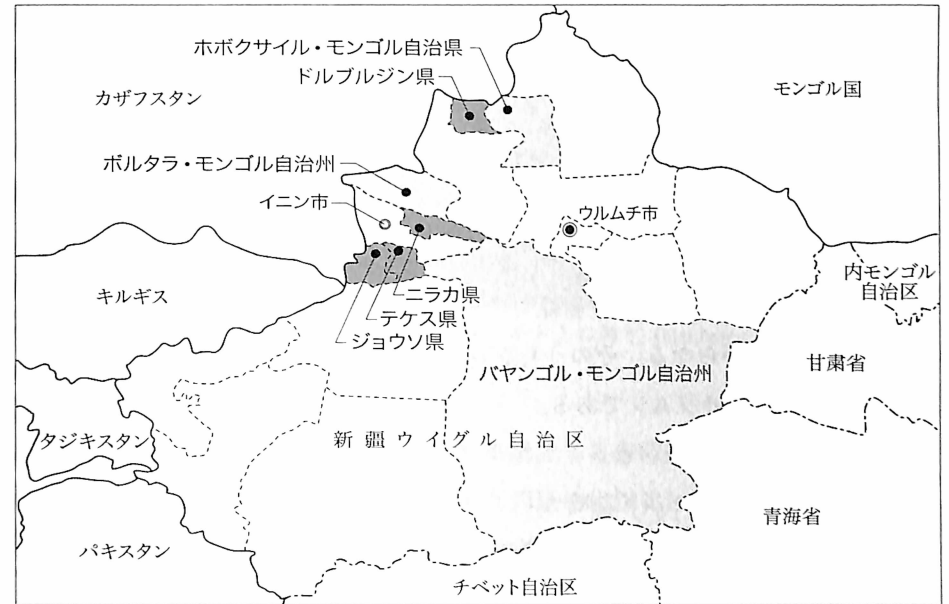 ホボクサイル・モンゴル自治県
ドルブルジン県
カザフスタン
モンゴル国
ボルタラ・モンゴル自治州
イニン市
ウルムチ市
内モンゴル
自治区
キルギス
ニラカ県
テケス県
ジョウソ県
バヤンゴル・モンゴル自治州
甘粛省
タジキスタン
新疆ウイグル自治区
青海省
パキスタン
チベット自治区